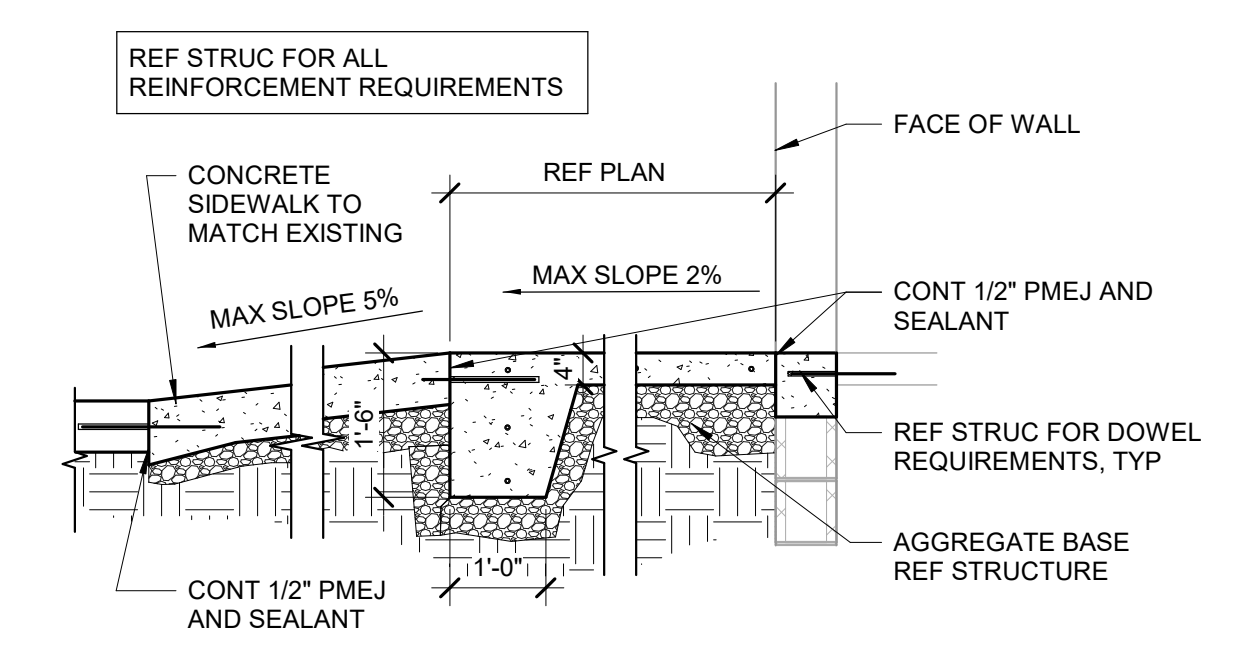 REF STRUC FOR ALL
REINFORCEMENT REQUIREMENTS
FACE OF WALL
CONCRETE
SIDEWALK TO
MATCH EXISTING
REF PLAN
MAX SLOPE 5%
MAX SLOPE 2%
CONT 1/2" PMEJ AND
SEALANT
4"
1'-6"
REF STRUC FOR DOWEL
REQUIREMENTS, TYP
AGGREGATE BASE
REF STRUCTURE
1'-0"
CONT 1/2" PMEJ
AND SEALANT